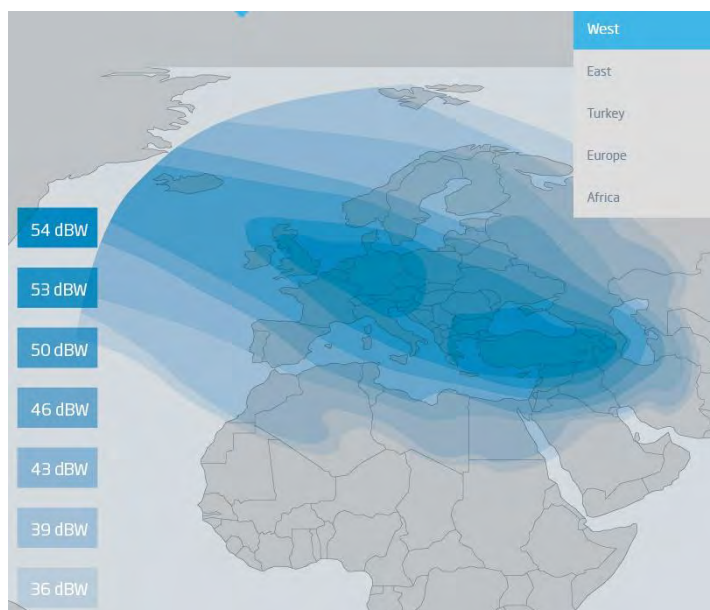 West
East
Turkey
Europe
Africa
54 dBW
53 dBW
50 dBW
46 dBW
43 dBW
39 dBW
36 dBW